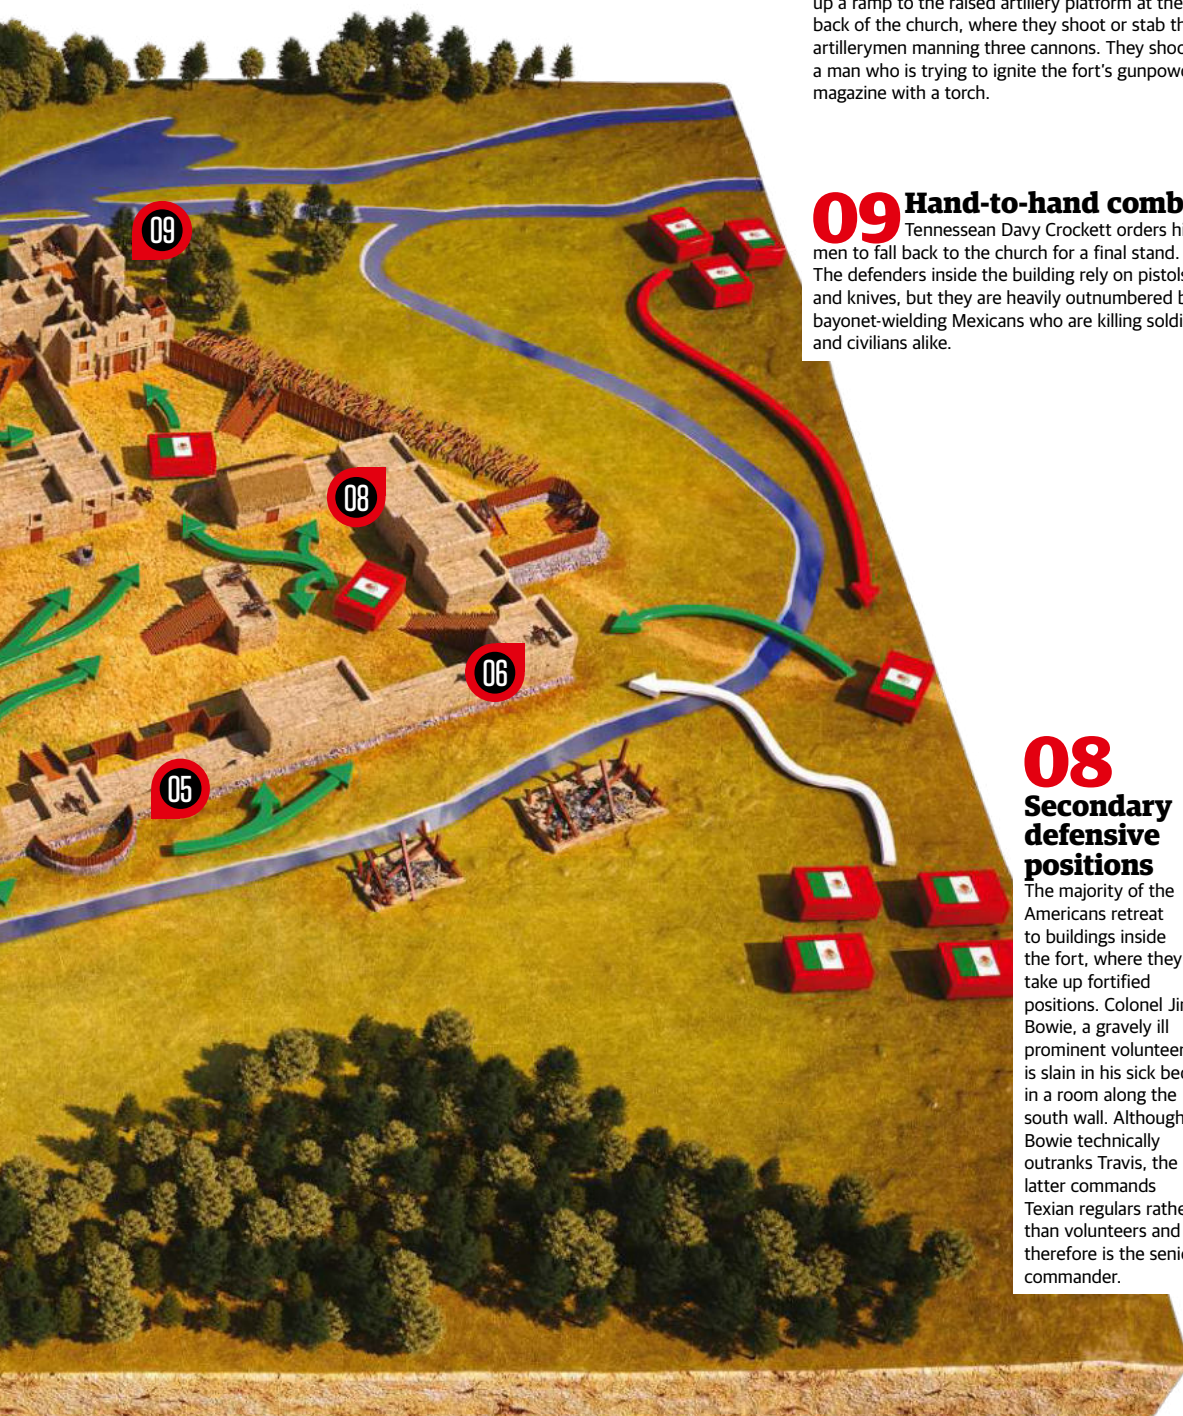 up a ramp to the raised artillery platform at the
back of the church, where they shoot or stab th
artillerymen manning three cannons. They shoo
a man who is trying to ignite the fort's gunpow
magazine with a torch.
09 Hand-to-hand comb
Tennessean Davy Crockett orders hi
men to fall back to the church for a final stand.
The defenders inside the building rely on pistols
and knives, but they are heavily outnumbered b
bayonet-wielding Mexicans who are killing soldi
and civilians alike.
09
08
06
05
08
Secondary
defensive
positions
The majority of the
Americans retreat
to buildings inside
the fort, where they
take up fortified
positions. Colonel Jim
Bowie, a gravely ill
prominent volunteer
is slain in his sick bed
in a room along the
south wall. Although
Bowie technically
outranks Travis, the
latter commands
Texian regulars rathe
than volunteers and
therefore is the seni
commander.